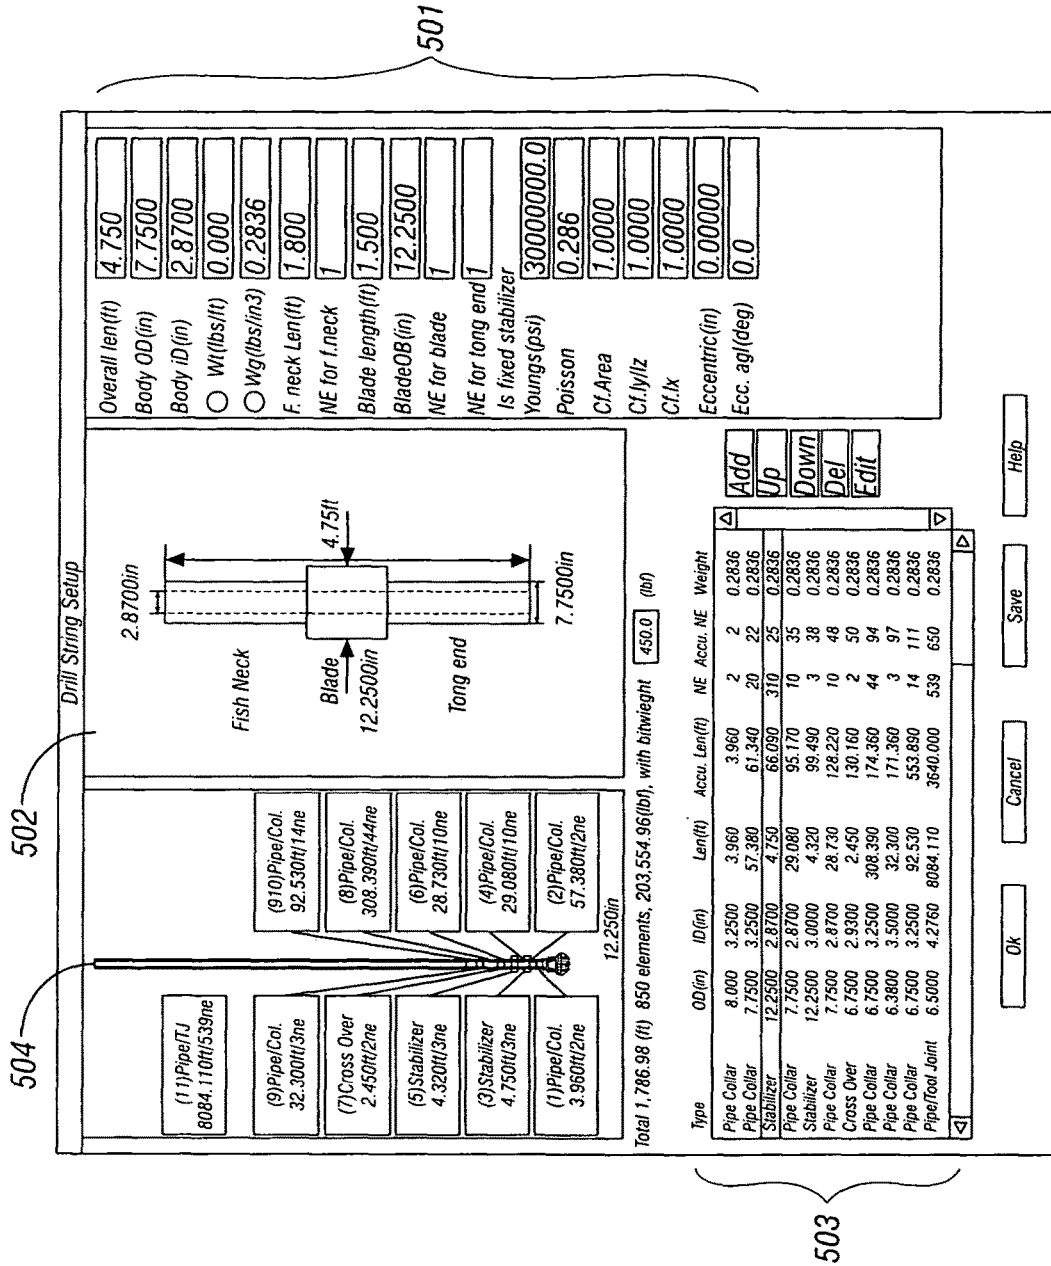 502
504
501
503
Drill String Setup
(11)Pipe/TJ
8084.110ft/539ne
(9)Pipe/Col.
32.300ft/3ne
(7)Cross Over
2.450ft/2ne
(5)Stabilizer
4.320ft/3ne
(3)Stabilizer
4.750ft/3ne
(1)Pipe/Col.
3.960ft/2ne
(910)Pipe/Col.
92.530ft/14ne
(8)Pipe/Col.
308.390ft/44ne
(6)Pipe/Col.
28.730ft/10ne
(4)Pipe/Col.
29.080ft/10ne
(2)Pipe/Col.
57.380ft/2ne
12.250in
2.8700in
Fish Neck
Blade
12.2500in
4.75ft
Tong end
7.7500in
Overall len(ft) 4.750
Body OD(in) 7.7500
Body ID(in) 2.8700
Wt(lbs/ft) 0.000
Wg(lbs/in3) 0.2836
F. neck Len(ft) 1.800
NE for f.neck 1
Blade length(ft) 1.500
BladeOB(in) 12.2500
NE for blade 1
NE for tong end 1
Is fixed stabilizer
Youngs(psi) 30000000.0
Poisson 0.286
Cf.Area 1.0000
Cf.Iy/Iz 1.0000
Cf.Ix 1.0000
Eccentric(in) 0.00000
Ecc. agl(deg) 0.0
Total 1,786.98 (ft) 850 elements, 203,554.96(lbf), with bitwieght 450.0 (lbf)
Type OD(in) ID(in) Len(ft) Accu. Len(ft) NE Accu. NE Weight
Pipe Collar 8.000 3.2500 3.960 3.960 2 2 0.2836
Pipe Collar 7.7500 3.2500 57.380 61.340 20 22 0.2836
Stabilizer 12.2500 2.8700 4.750 66.090 310 25 0.2836
Pipe Collar 7.7500 2.8700 29.080 95.170 10 35 0.2836
Stabilizer 12.2500 3.0000 4.320 99.490 3 38 0.2836
Pipe Collar 7.7500 2.8700 28.730 128.220 10 48 0.2836
Cross Over 6.7500 2.9300 2.450 130.160 2 50 0.2836
Pipe Collar 6.7500 3.2500 308.390 174.360 44 94 0.2836
Pipe Collar 6.3800 3.5000 32.300 171.360 3 97 0.2836
Pipe Collar 6.7500 3.2500 92.530 553.890 14 111 0.2836
Pipe/Tool Joint 6.5000 4.2760 8084.110 3640.000 539 650 0.2836
Add
Up
Down
Del
Edit
Ok
Cancel
Save
Help